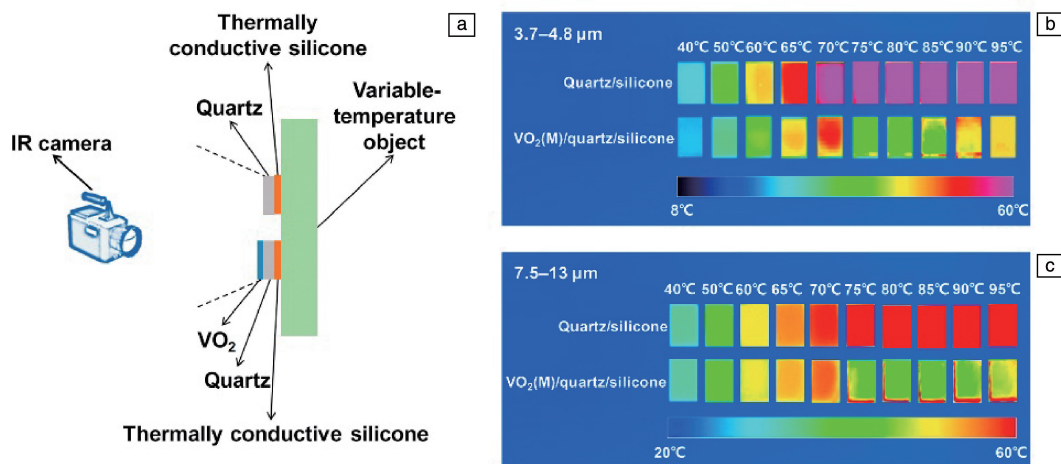 a
Thermally
conductive silicone
Quartz
Variable-
temperature
object
IR camera
VO₂
Quartz
Thermally conductive silicone
b
3.7–4.8 μm
40℃ 50℃ 60℃ 65℃ 70℃ 75℃ 80℃ 85℃ 90℃ 95℃
Quartz/silicone
VO₂(M)/quartz/silicone
8℃ 60℃
c
7.5–13 μm
40℃ 50℃ 60℃ 65℃ 70℃ 75℃ 80℃ 85℃ 90℃ 95℃
Quartz/silicone
VO₂(M)/quartz/silicone
20℃ 60℃